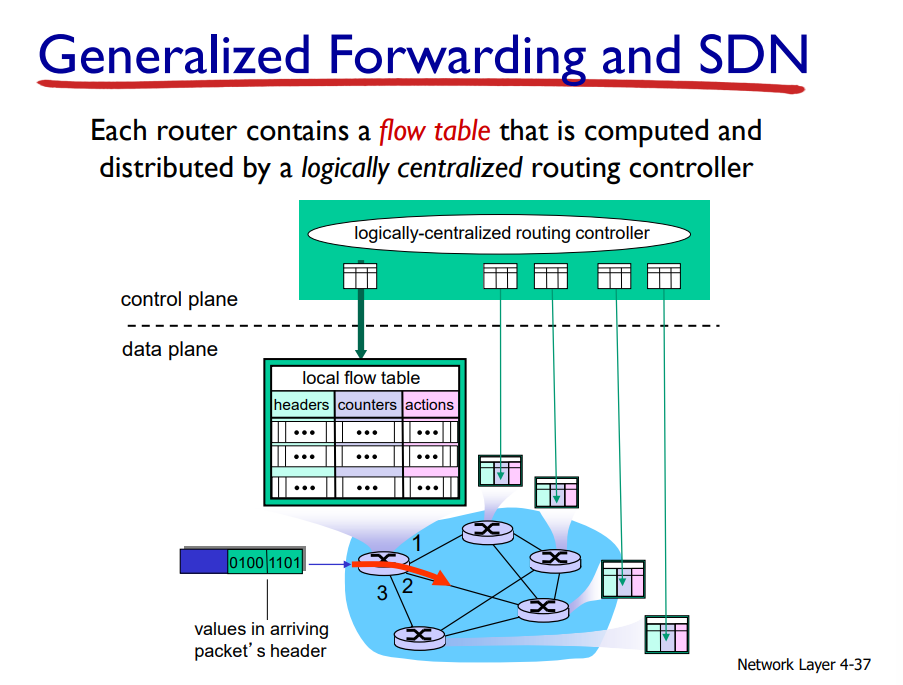 Generalized Forwarding and SDN
Each router contains a flow table that is computed and
distributed by a logically centralized routing controller
logically-centralized routing controller
control plane
data plane
local flow table
headers counters actions
••• ••• •••
••• ••• •••
••• ••• •••
1
0100 1101
2
3
values in arriving
packet's header
Network Layer 4-37